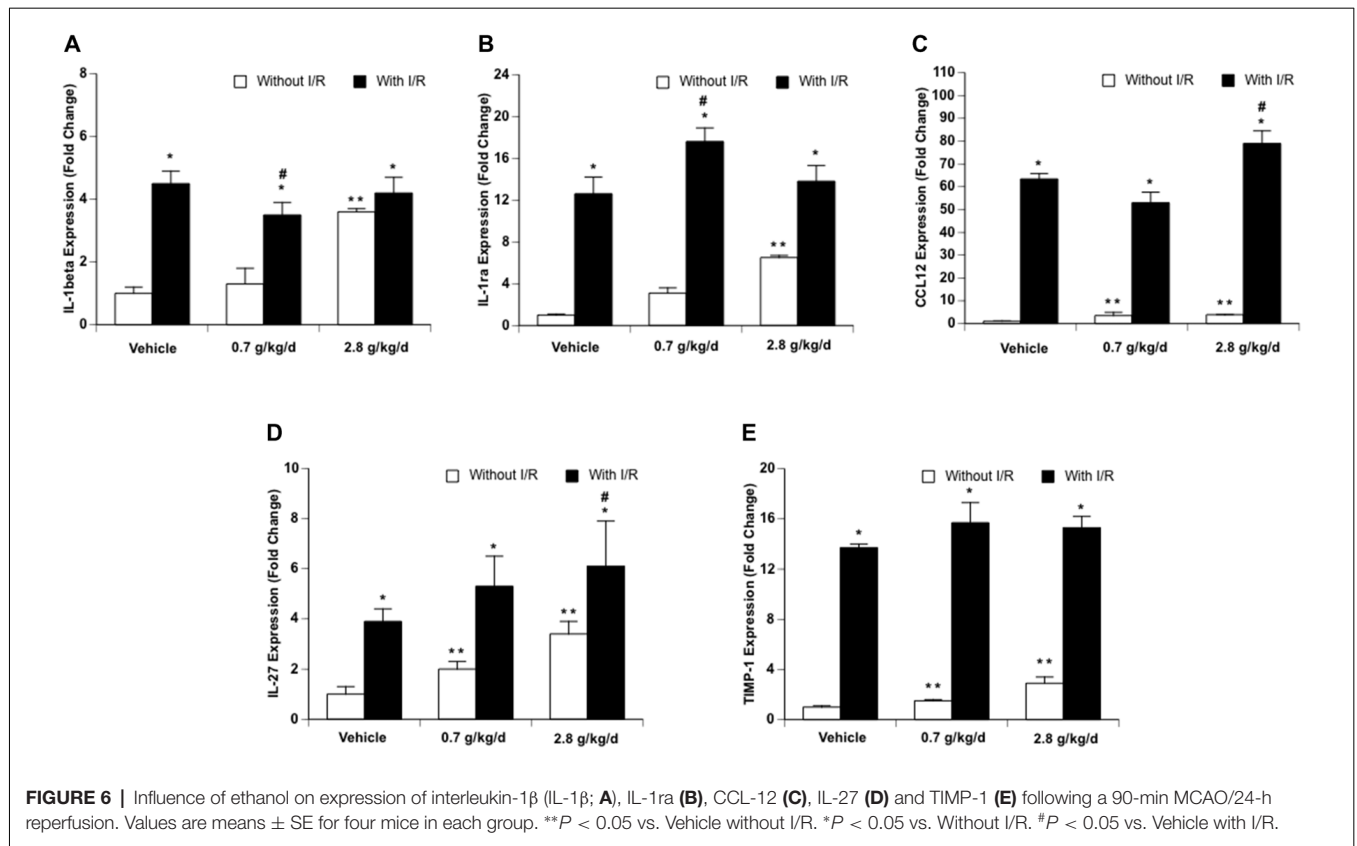 A
IL-1beta Expression (Fold Change)
8
6
4
2
0
□ Without I/R ■ With I/R
*
#
*
**
*
Vehicle 0.7 g/kg/d 2.8 g/kg/d
B
IL-1ra Expression (Fold Change)
24
20
16
12
8
4
0
□ Without I/R ■ With I/R
*
#
*
**
*
Vehicle 0.7 g/kg/d 2.8 g/kg/d
C
CCL12 Expression (Fold Change)
110
100
90
80
70
60
50
40
30
20
10
0
□ Without I/R ■ With I/R
*
**
*
**
#
*
Vehicle 0.7 g/kg/d 2.8 g/kg/d
D
IL-27 Expression (Fold Change)
10
8
6
4
2
0
□ Without I/R ■ With I/R
*
**
*
**
#
*
Vehicle 0.7 g/kg/d 2.8 g/kg/d
E
TIMP-1 Expression (Fold Change)
20
16
12
8
4
0
□ Without I/R ■ With I/R
*
**
*
**
*
Vehicle 0.7 g/kg/d 2.8 g/kg/d
FIGURE 6 | Influence of ethanol on expression of interleukin-1β (IL-1β; A), IL-1ra (B), CCL-12 (C), IL-27 (D) and TIMP-1 (E) following a 90-min MCAO/24-h
reperfusion. Values are means ± SE for four mice in each group. **P < 0.05 vs. Vehicle without I/R. *P < 0.05 vs. Without I/R. #P < 0.05 vs. Vehicle with I/R.